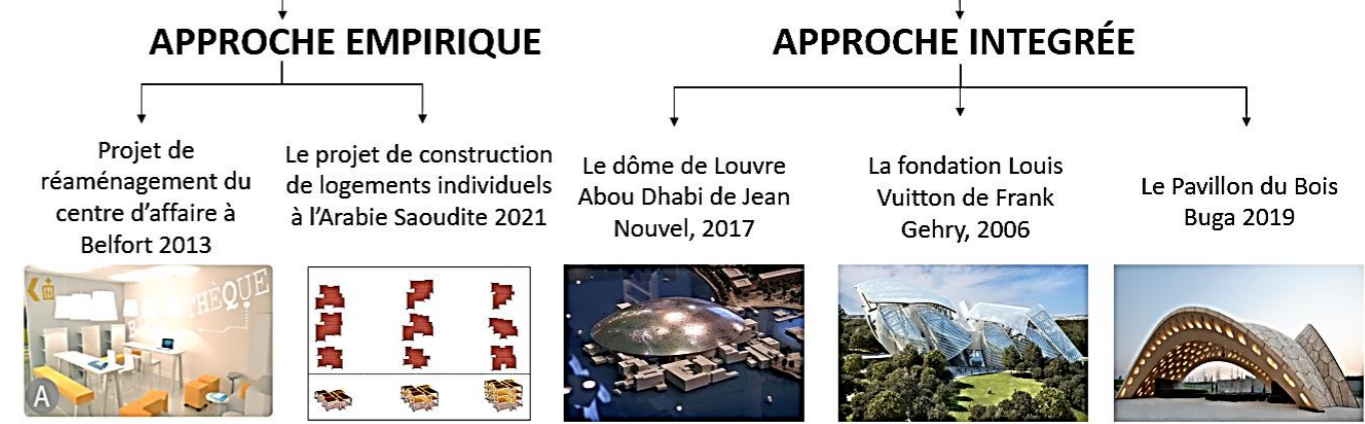 APPROCHE EMPIRIQUE
APPROCHE INTEGRÉE
Projet de
réaménagement du
centre d’affaire à
Belfort 2013
Le projet de construction
de logements individuels
à l’Arabie Saoudite 2021
Le dôme de Louvre
Abou Dhabi de Jean
Nouvel, 2017
La fondation Louis
Vuitton de Frank
Gehry, 2006
Le Pavillon du Bois
Buga 2019
THÈQUE
A